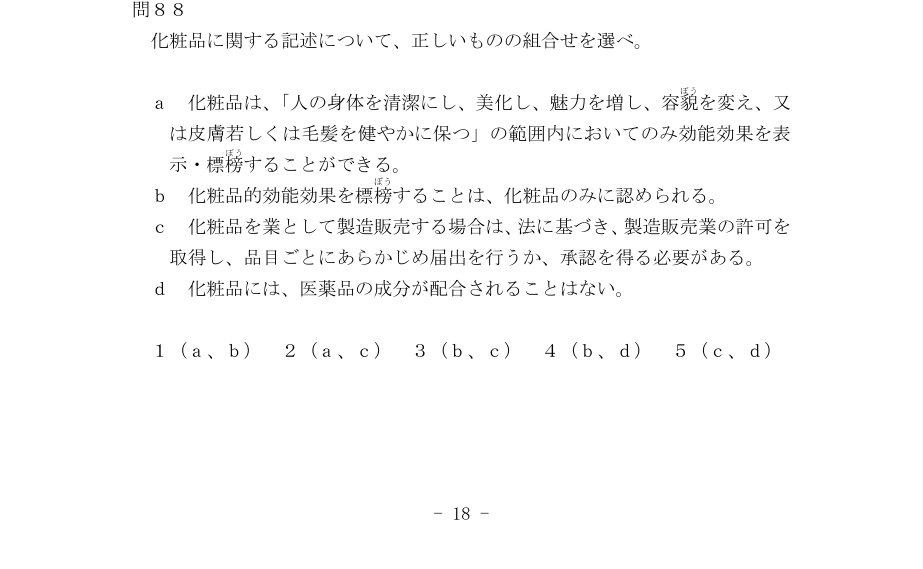 問８８
化粧品に関する記述について、正しいものの組合せを選べ。
ａ　化粧品は、「人の身体を清潔にし、美化し、魅力を増し、容貌を変え、又
は皮膚若しくは毛髪を健やかに保つ」の範囲内においてのみ効能効果を表
示・標榜することができる。
ｂ　化粧品的効能効果を標榜することは、化粧品のみに認められる。
ｃ　化粧品を業として製造販売する場合は、法に基づき、製造販売業の許可を
取得し、品目ごとにあらかじめ届出を行うか、承認を得る必要がある。
ｄ　化粧品には、医薬品の成分が配合されることはない。
１（ａ、ｂ）　２（ａ、ｃ）　３（ｂ、ｃ）　４（ｂ、ｄ）　５（ｃ、ｄ）
- 18 -